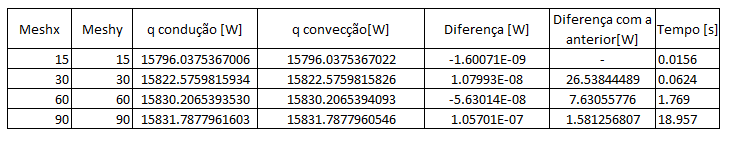 Meshx Meshy q condução [W] q convecção[W] Diferença [W] Diferença com a anterior[W] Tempo [s]
15 15 15796.0375367006 15796.0375367022 -1.60071E-09 - 0.0156
30 30 15822.5759815934 15822.5759815826 1.07993E-08 26.53844489 0.0624
60 60 15830.2065393530 15830.2065394093 -5.63014E-08 7.63055776 1.769
90 90 15831.7877961603 15831.7877960546 1.05701E-07 1.581256807 18.957